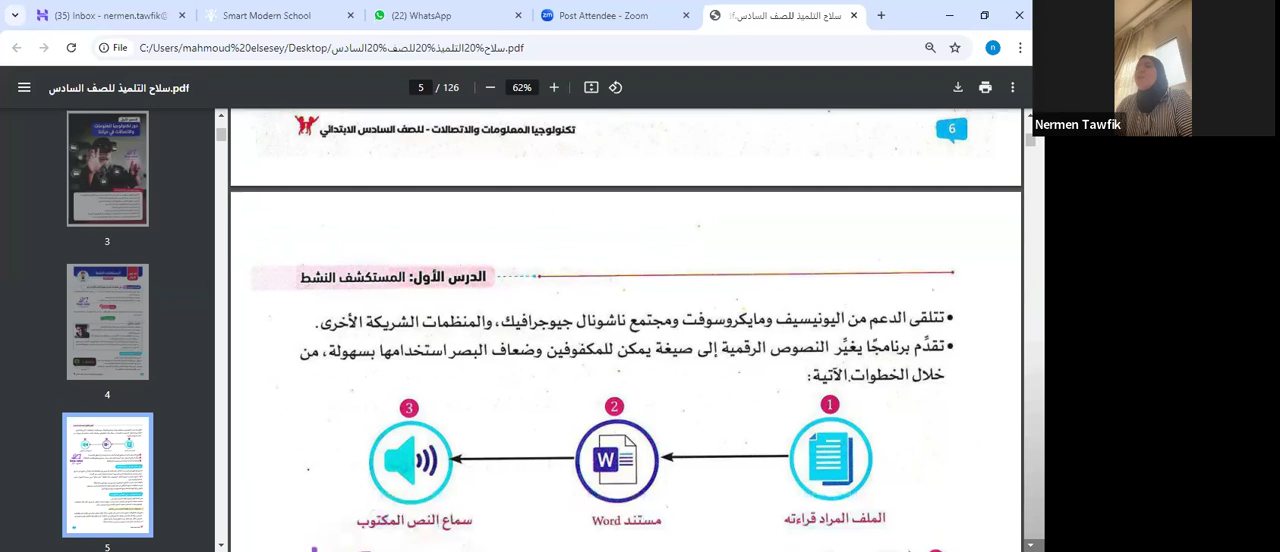 (35) Inbox - nermen.tawfik@
Smart Modern School
(22) WhatsApp
Post Attendee - Zoom
سلاح التلميذ للصف السادس.if
File
C:/Users/mahmoud%20elsesey/Desktop/سلاح%20التلميذ%20للصف%20السادس.pdf
n
سلاح التلميذ للصف السادس.pdf
5 / 126
62%
Nermen Tawfik
3
4
5
تكنولوجيا المعلومات والاتصالات - للصف السادس الابتدائي
6
الدرس الأول: المستكشف النشط
• تتلقى الدعم من اليونيسيف ومايكروسوفت ومجتمع ناشونال جيوجرافيك، والمنظمات الشريكة الأخرى.
• تقدِّم برنامجًا يغيِّر النصوص الرقمية إلى صيغة يمكن للمكفوفين وضعاف البصر استخدامها بسهولة، من
خلال الخطوات الآتية:
1
2
3
W
الملف المراد قراءته
مستند Word
سماع النص المكتوب